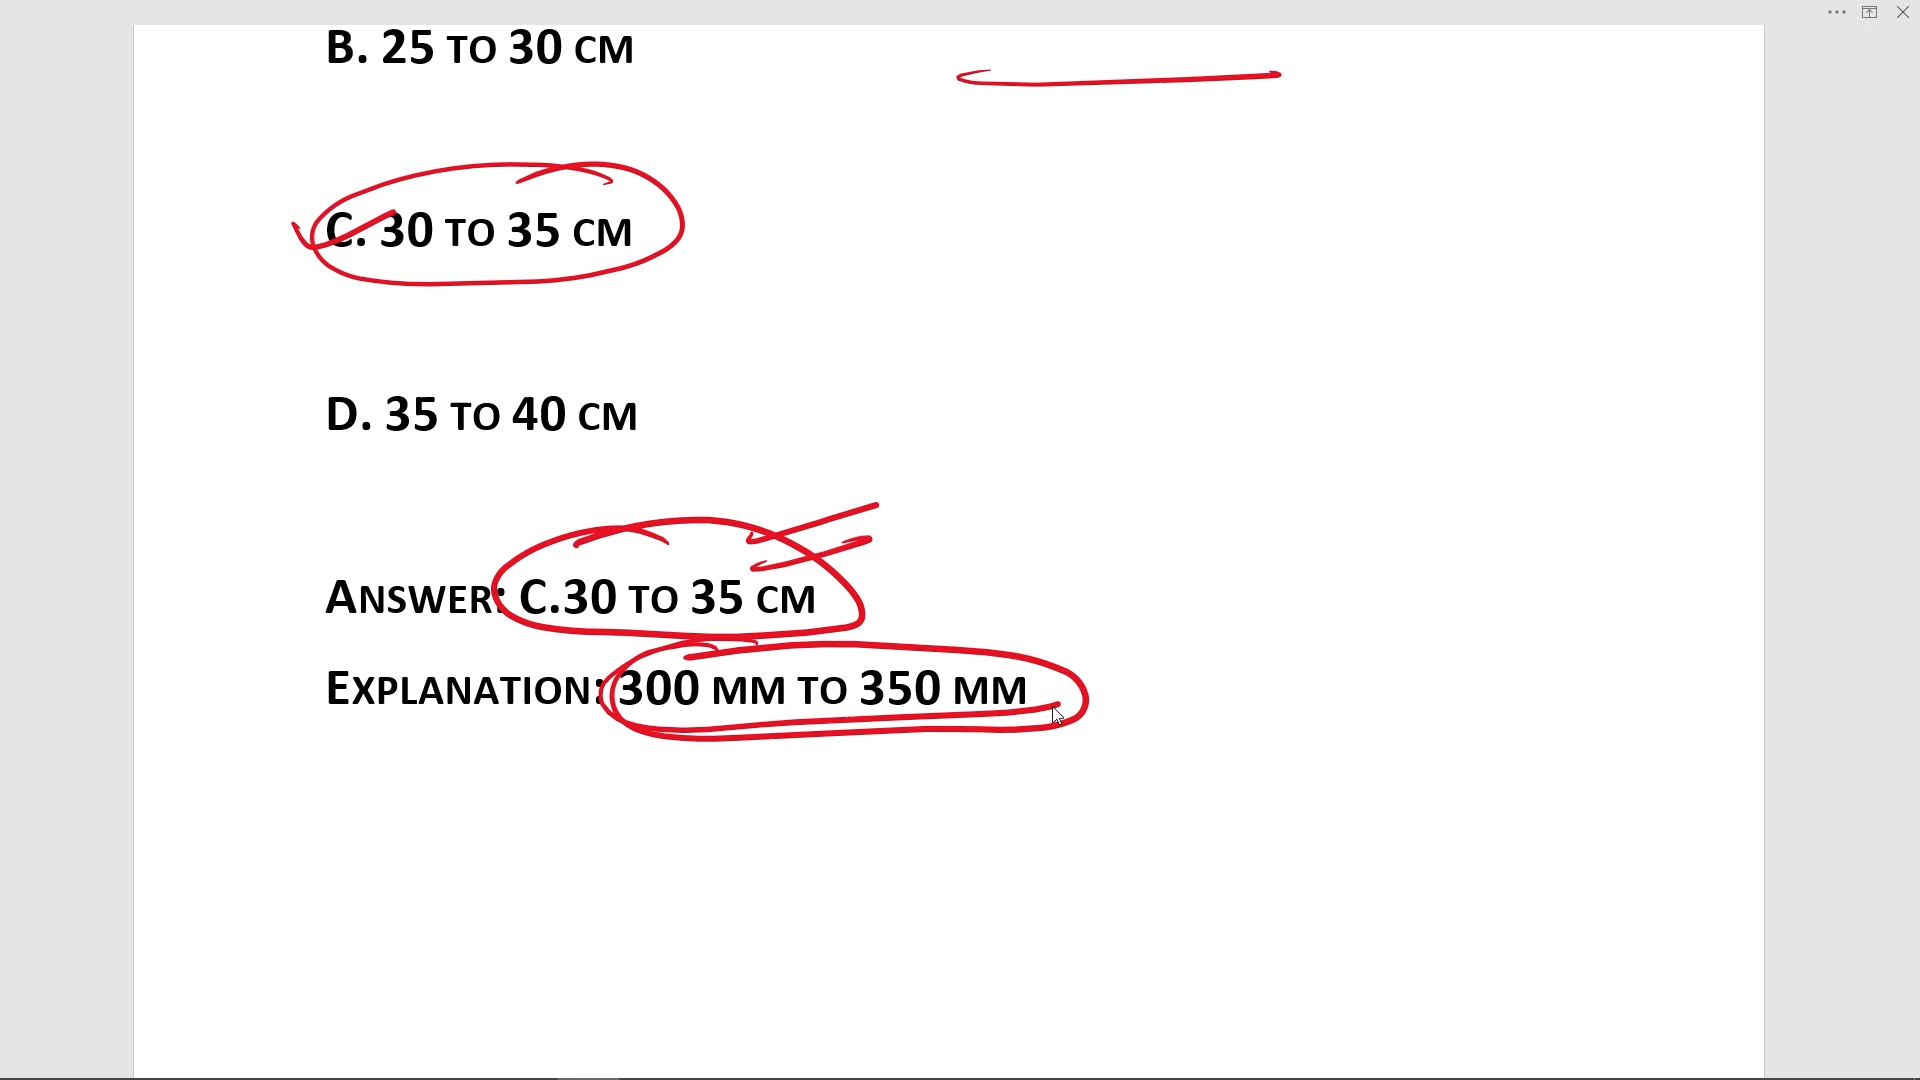 B. 25 TO 30 CM
C. 30 TO 35 CM
D. 35 TO 40 CM
ANSWER: C.30 TO 35 CM
EXPLANATION: 300 MM TO 350 MM